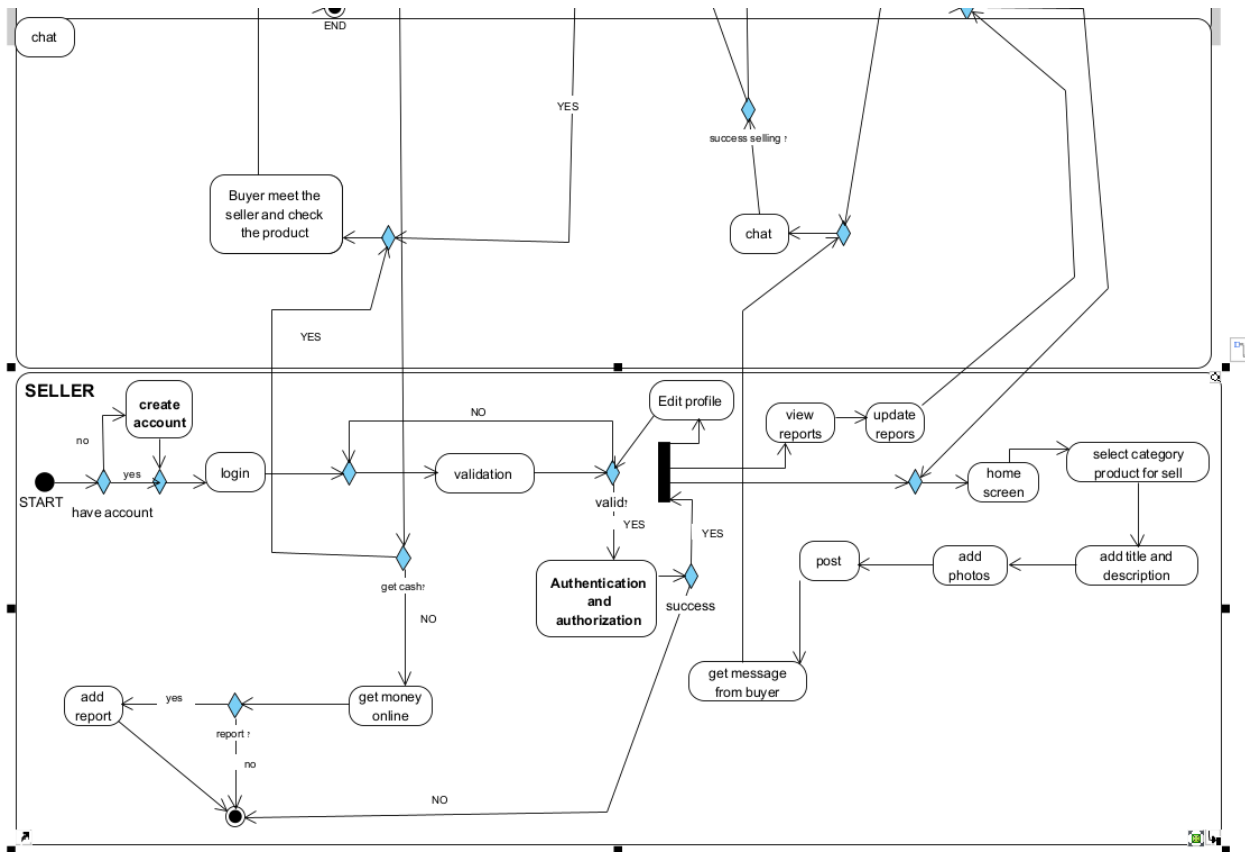 END
chat
YES
success selling ?
Buyer meet the
seller and check
the product
chat
YES
SELLER
create
account
no
yes
login
START
have account
NO
validation
valid?
YES
Edit profile
view
reports
update
repors
home
screen
select category
product for sell
add title and
description
add
photos
post
get message
from buyer
Authentication
and
authorization
YES
success
get cash?
NO
get money
online
report ?
yes
add
report
no
NO